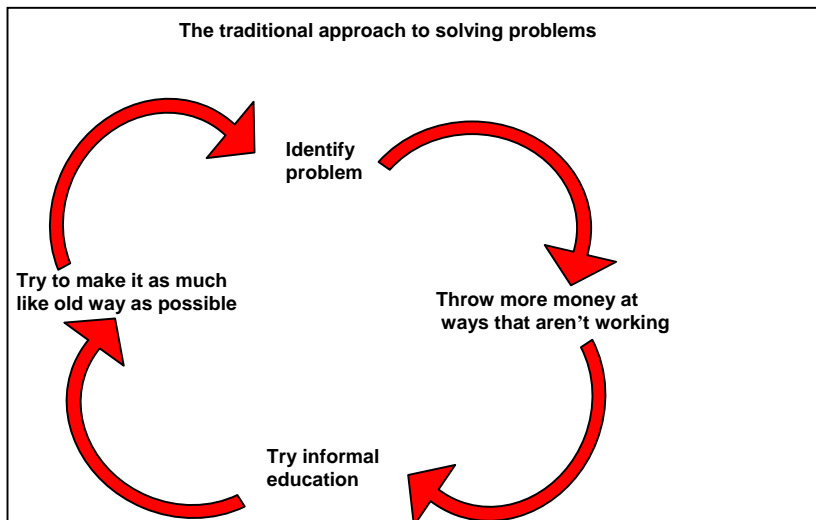 The traditional approach to solving problems
Identify
problem
Throw more money at
ways that aren’t working
Try informal
education
Try to make it as much
like old way as possible